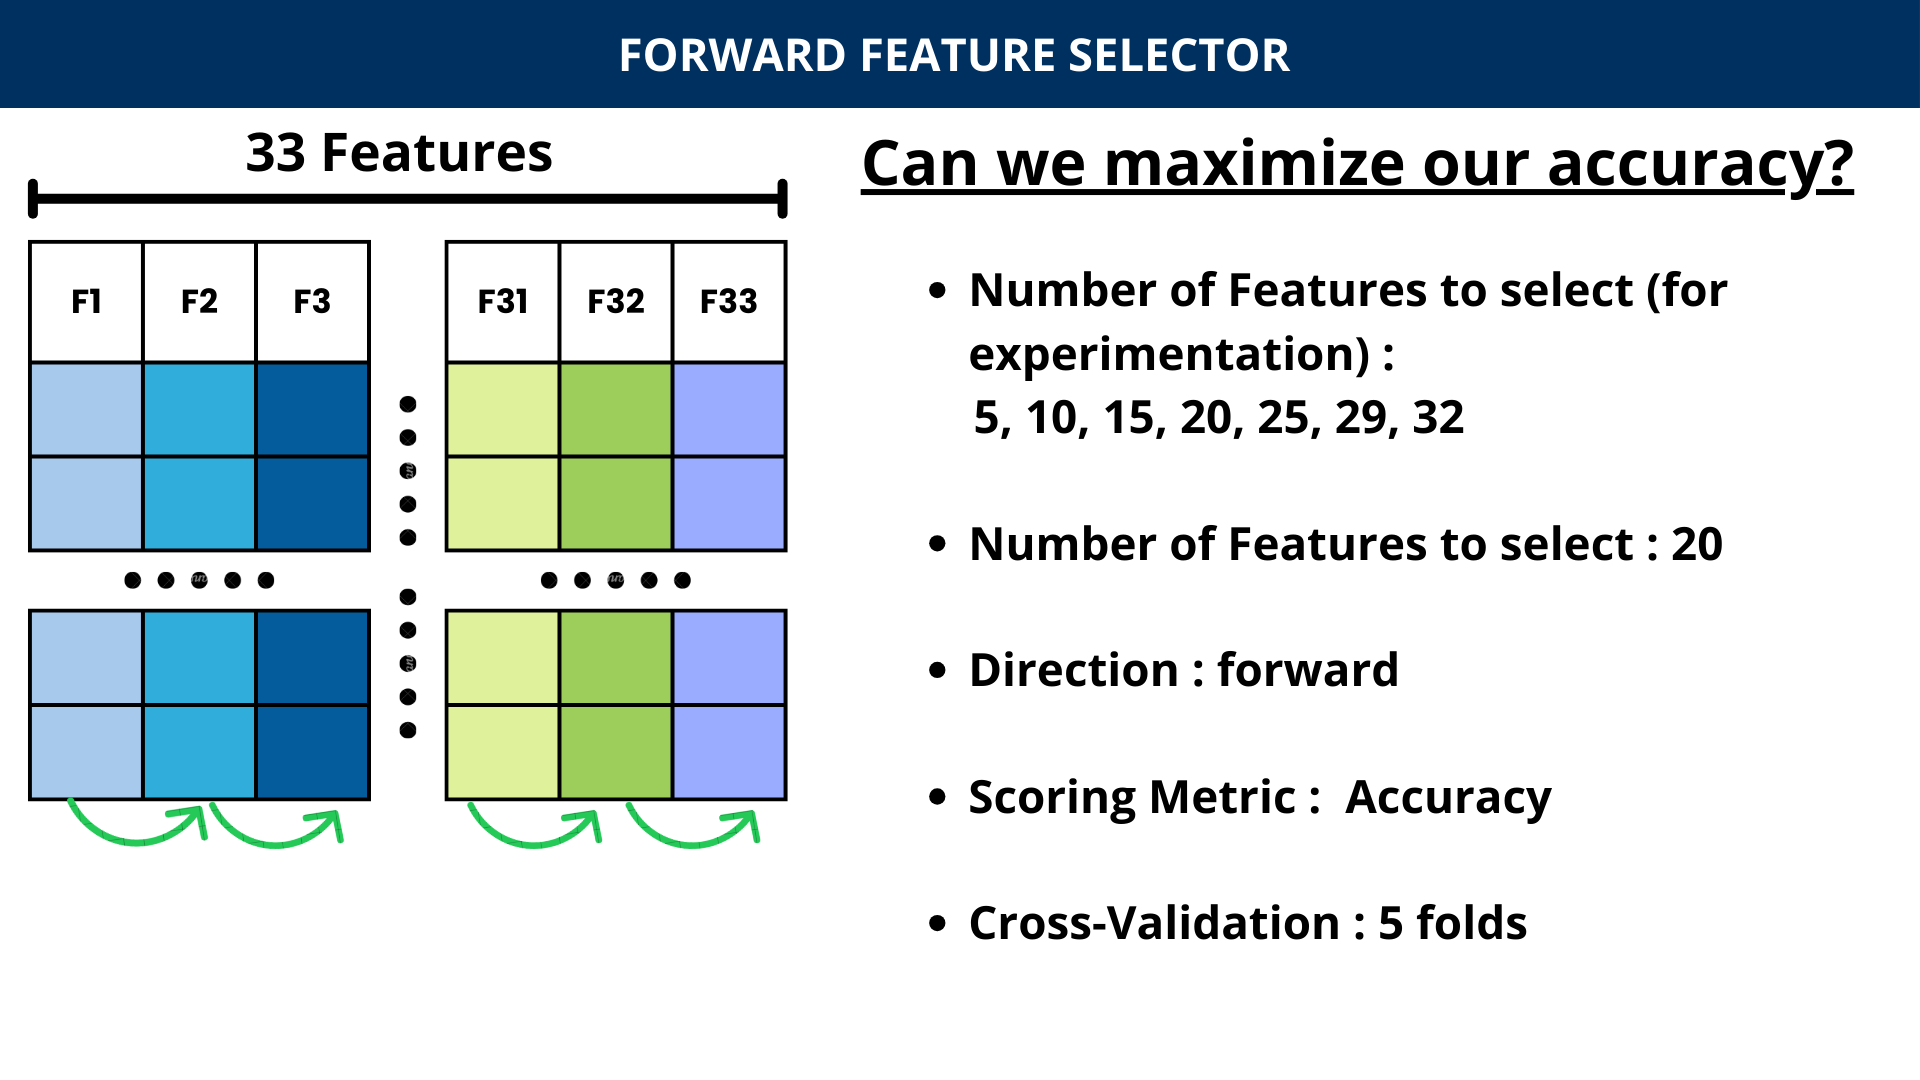 FORWARD FEATURE SELECTOR
33 Features
F1 F2 F3 F31 F32 F33
Can we maximize our accuracy?
• Number of Features to select (for
experimentation) :
5, 10, 15, 20, 25, 29, 32
• Number of Features to select : 20
• Direction : forward
• Scoring Metric : Accuracy
• Cross-Validation : 5 folds